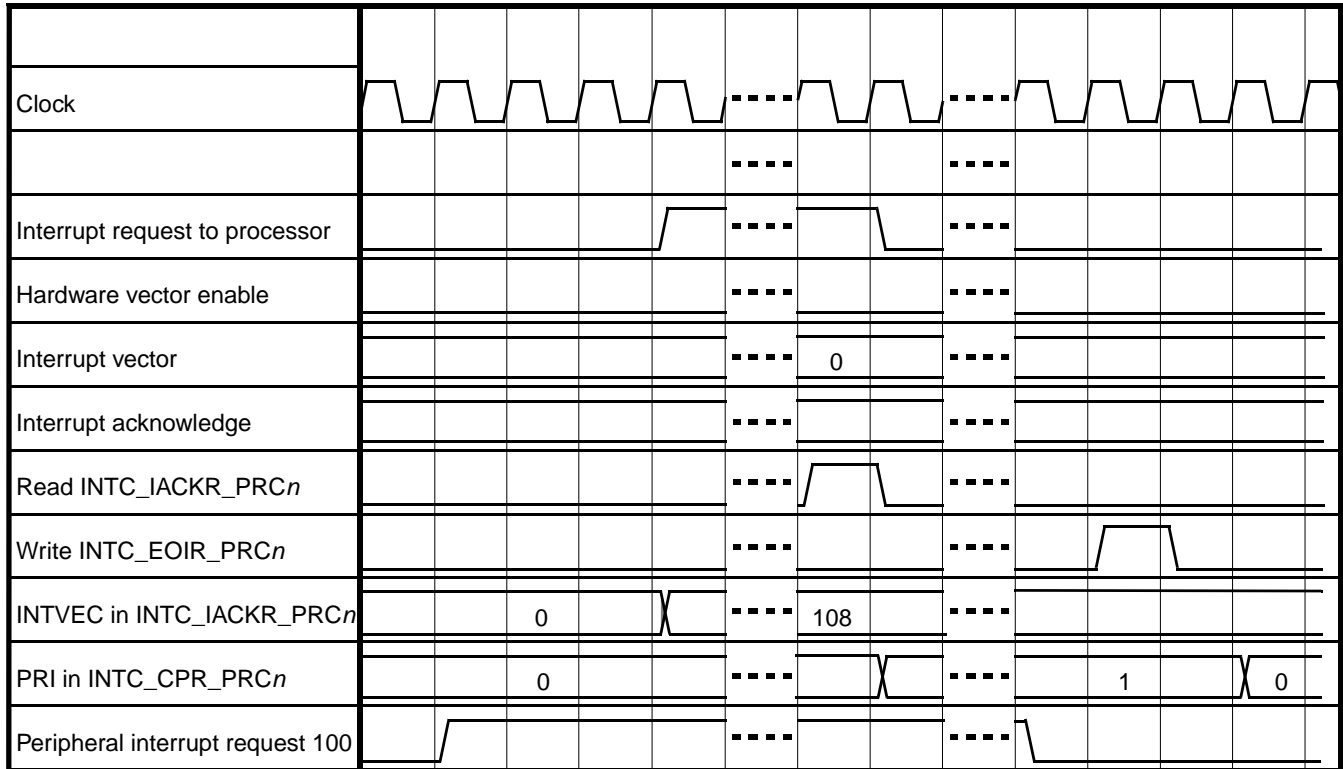 Clock
Interrupt request to processor
Hardware vector enable
Interrupt vector
0
Interrupt acknowledge
Read INTC_IACKR_PRCn
Write INTC_EOIR_PRCn
INTVEC in INTC_IACKR_PRCn
0
108
PRI in INTC_CPR_PRCn
0
1
0
Peripheral interrupt request 100